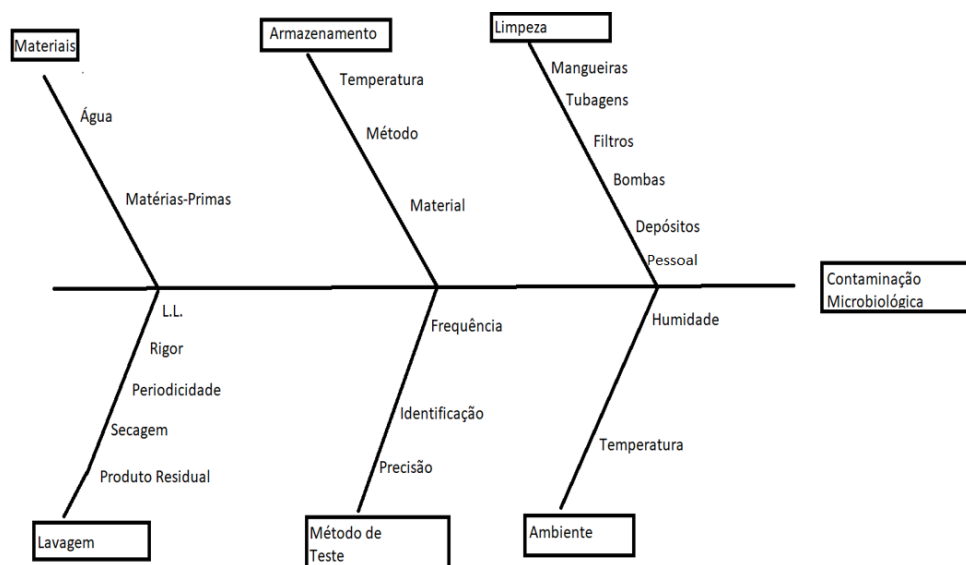 Materiais
Água
Matérias-Primas
Armazenamento
Temperatura
Método
Material
Limpeza
Mangueiras
Tubagens
Filtros
Bombas
Depósitos
Pessoal
Contaminação
Microbiológica
L.L.
Rigor
Periodicidade
Secagem
Produto Residual
Lavagem
Frequência
Identificação
Precisão
Método de
Teste
Humidade
Temperatura
Ambiente